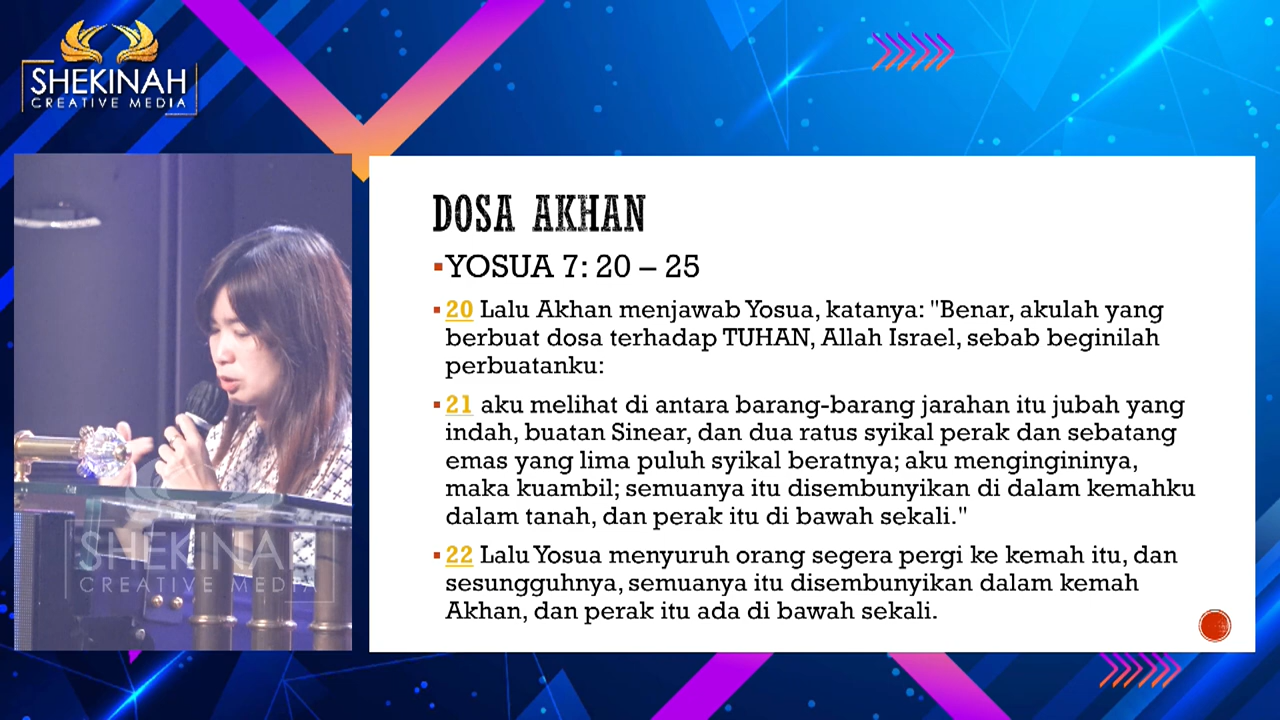 SHEKINAH
CREATIVE MEDIA
DOSA AKHAN
▪YOSUA 7: 20 – 25
▪20 Lalu Akhan menjawab Yosua, katanya: "Benar, akulah yang
berbuat dosa terhadap TUHAN, Allah Israel, sebab beginilah
perbuatanku:
▪21 aku melihat di antara barang-barang jarahan itu jubah yang
indah, buatan Sinear, dan dua ratus syikal perak dan sebatang
emas yang lima puluh syikal beratnya; aku mengingininya,
maka kuambil; semuanya itu disembunyikan di dalam kemahku
dalam tanah, dan perak itu di bawah sekali."
▪22 Lalu Yosua menyuruh orang segera pergi ke kemah itu, dan
sesungguhnya, semuanya itu disembunyikan dalam kemah
Akhan, dan perak itu ada di bawah sekali.
SHEKINAH
CREATIVE MEDIA